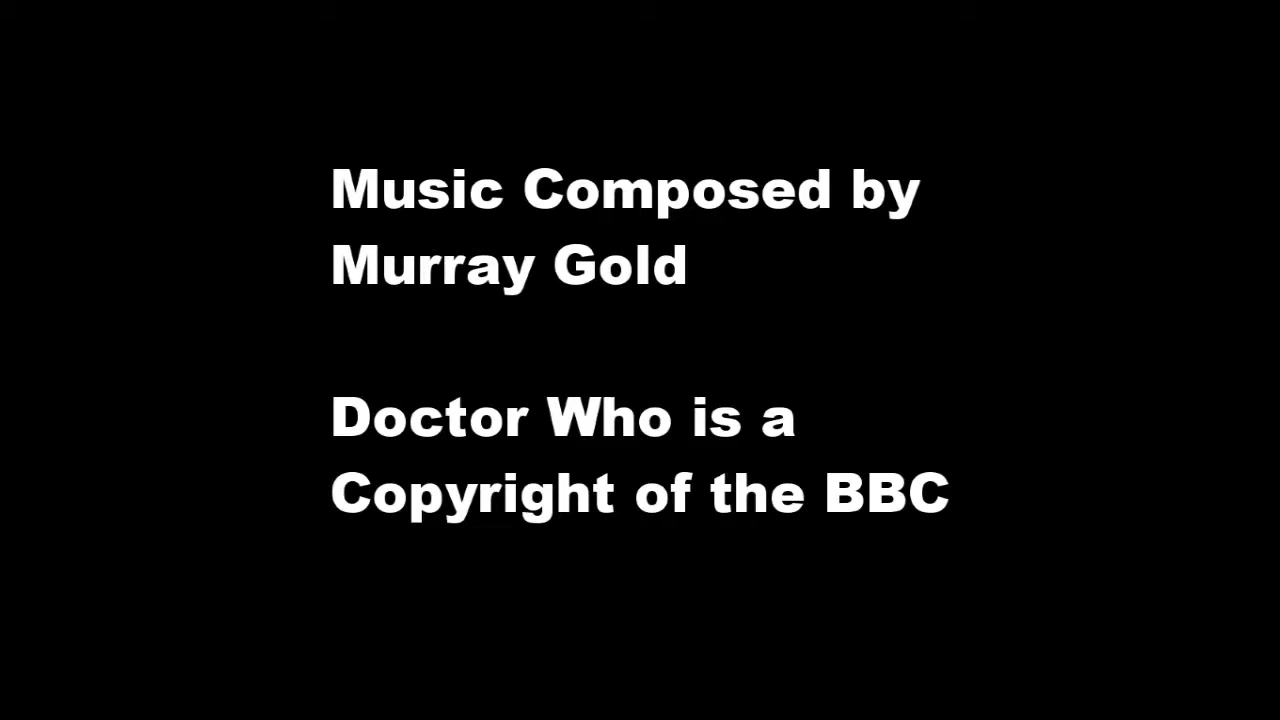 Music Composed by
Murray Gold
Doctor Who is a
Copyright of the BBC